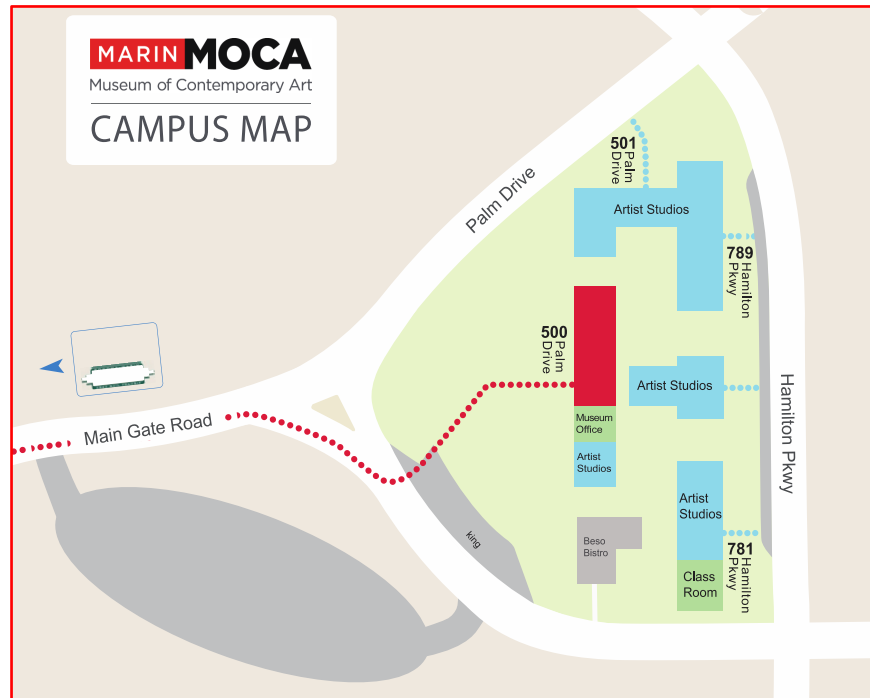 MARIN MOCA
Museum of Contemporary Art
CAMPUS MAP
Palm Drive
501
Palm
Drive
Artist Studios
789
Hamilton
Pkwy
500
Palm
Drive
Artist Studios
Hamilton Pkwy
Main Gate Road
Museum
Office
Artist
Studios
Artist
Studios
king
Beso
Bistro
781
Hamilton
Pkwy
Class
Room